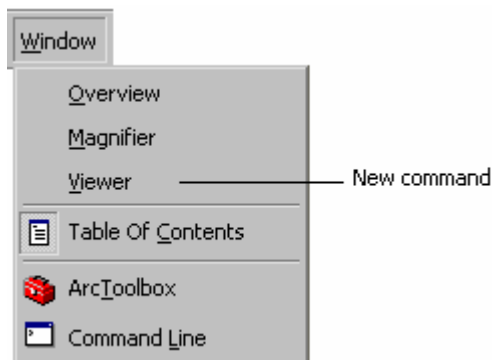 Window
Overview
Magnifier
Viewer New command
Table Of Contents
ArcToolbox
Command Line